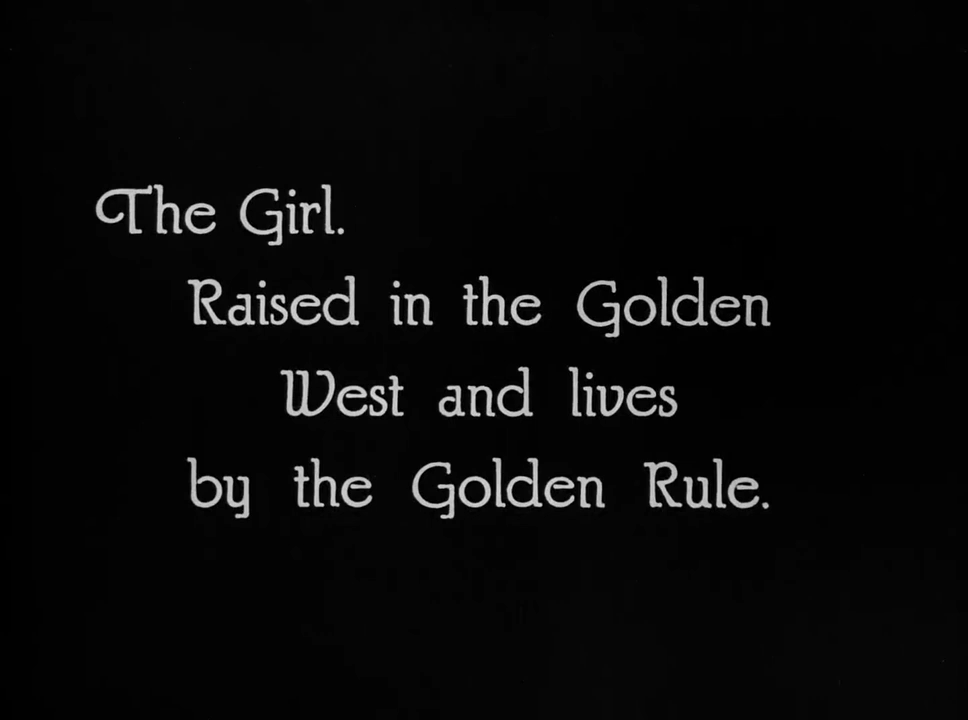 The Girl.
Raised in the Golden
West and lives
by the Golden Rule.